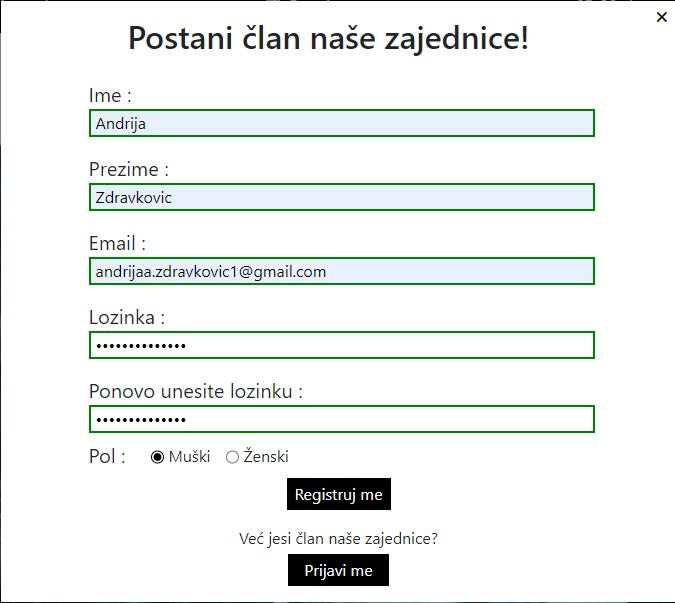 Postani član naše zajednice!
Ime :
Andrija
Prezime :
Zdravkovic
Email :
andrijaa.zdravkovic1@gmail.com
Lozinka :
••••••••••••••
Ponovo unesite lozinku :
••••••••••••••
Pol : Muški Ženski
Registruj me
Već jesi član naše zajednice?
Prijavi me